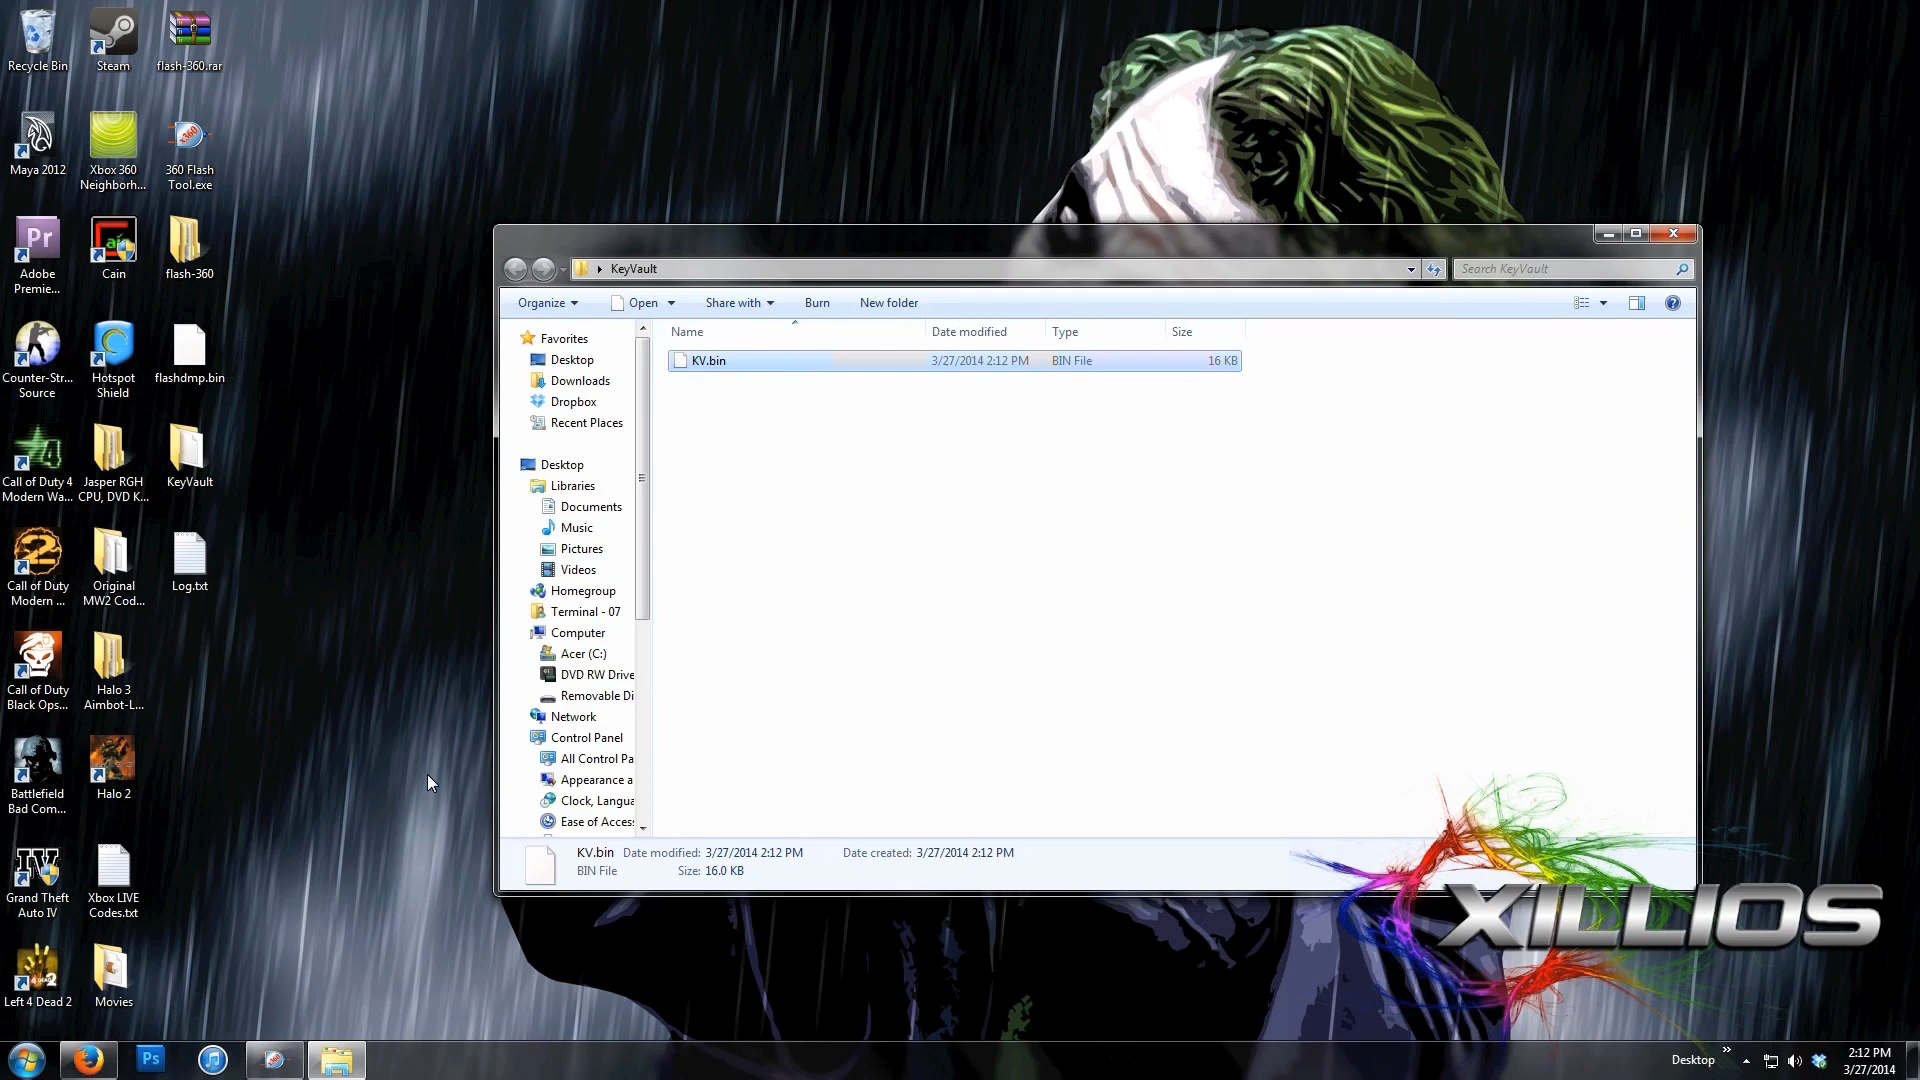 Recycle Bin
Steam
flash-360.rar
Maya 2012
Xbox 360
Neighborh...
360 Flash
Tool.exe
x360
Pr
Adobe
Premie...
Cain
flash-360
Counter-Str...
Source
Hotspot
Shield
flashdmp.bin
4
Call of Duty 4
Modern Wa...
Jasper RGH
CPU, DVD K...
KeyVault
2
Call of Duty
Modern ...
Original
MW2 Cod...
Log.txt
Call of Duty
Black Ops...
Halo 3
Aimbot-L...
Battlefield
Bad Com...
Halo 2
IV
Grand Theft
Auto IV
Xbox LIVE
Codes.txt
Left 4 Dead 2
Movies
KeyVault
Search KeyVault
Organize
Open
Share with
Burn
New folder
Name
Date modified
Type
Size
KV.bin
3/27/2014 2:12 PM
BIN File
16 KB
Favorites
Desktop
Downloads
Dropbox
Recent Places
Desktop
Libraries
Documents
Music
Pictures
Videos
Homegroup
Terminal - 07
Computer
Acer (C:)
DVD RW Drive
Removable Di
Network
Control Panel
All Control Pa
Appearance a
Clock, Langua
Ease of Access
KV.bin Date modified: 3/27/2014 2:12 PM Date created: 3/27/2014 2:12 PM
BIN File Size: 16.0 KB
XILLIOS
Ps
Desktop
2:12 PM
3/27/2014